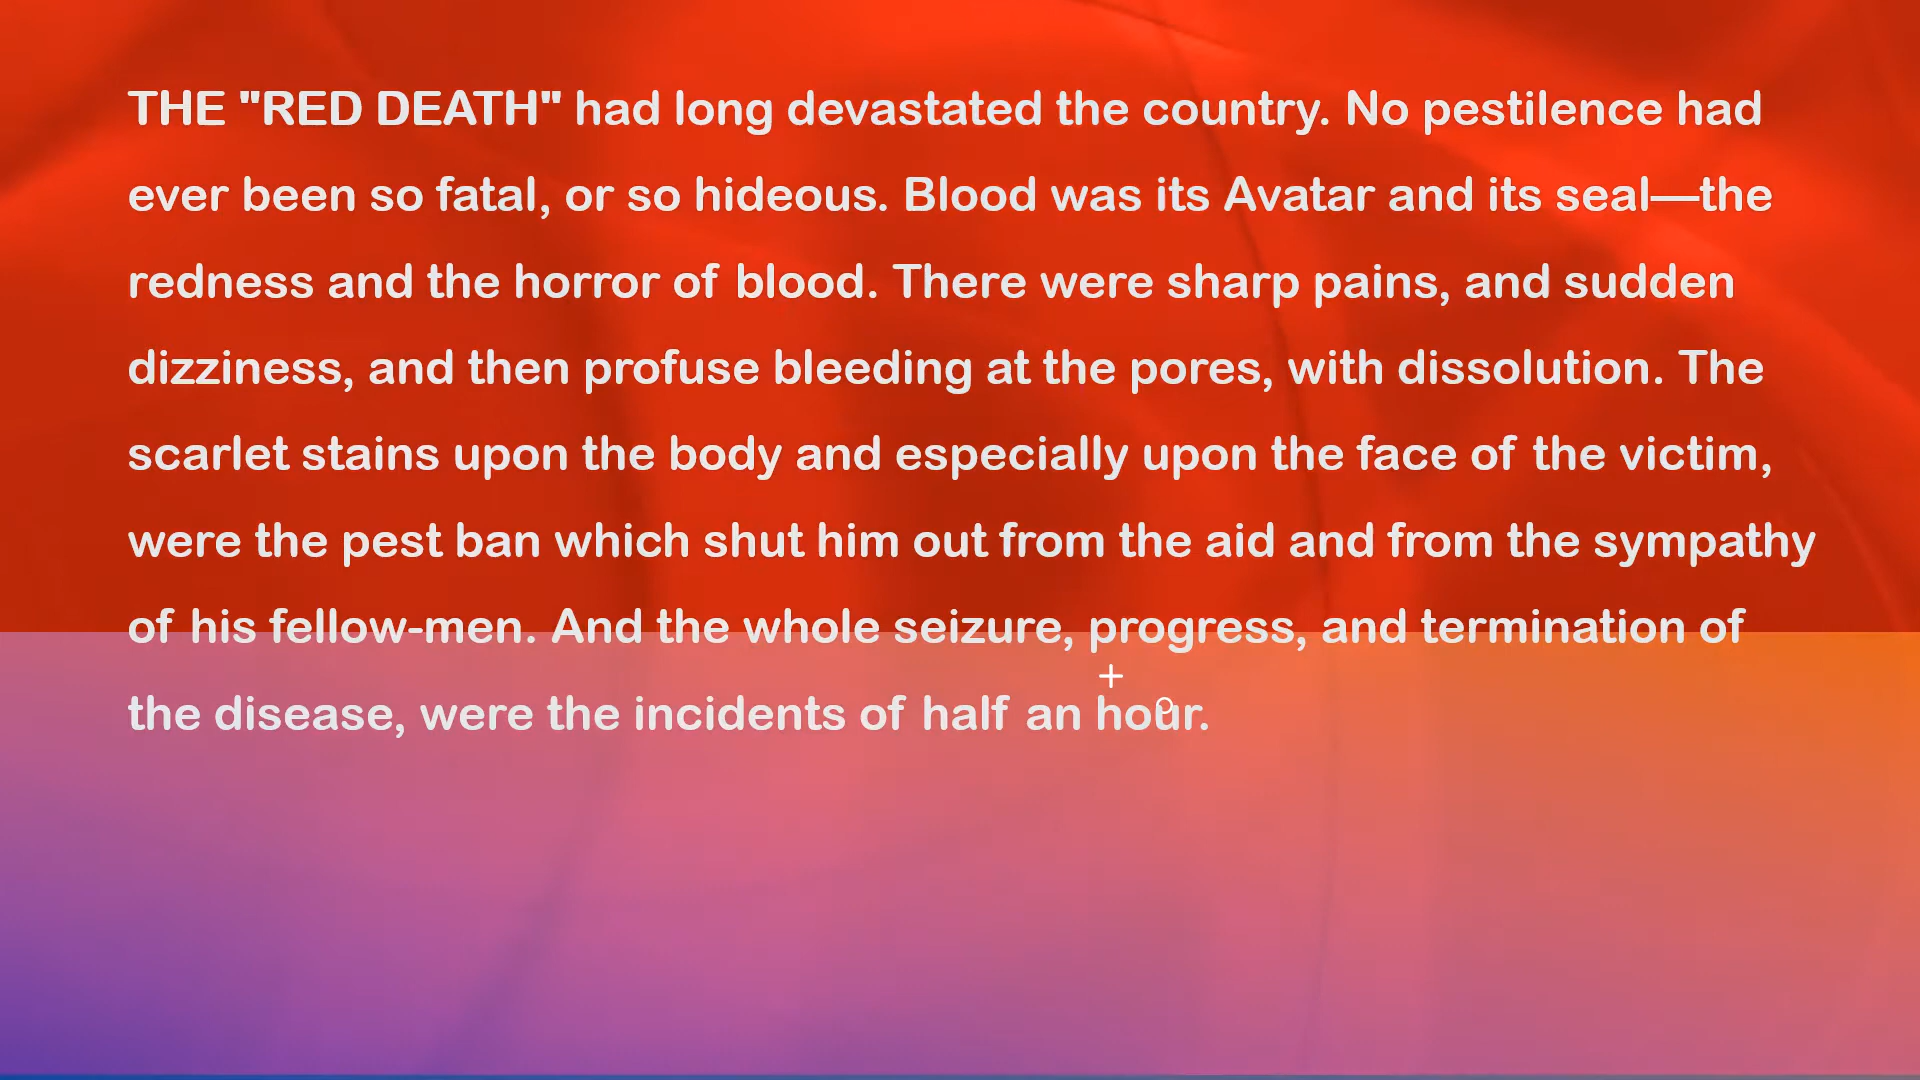 THE "RED DEATH" had long devastated the country. No pestilence had
ever been so fatal, or so hideous. Blood was its Avatar and its seal—the
redness and the horror of blood. There were sharp pains, and sudden
dizziness, and then profuse bleeding at the pores, with dissolution. The
scarlet stains upon the body and especially upon the face of the victim,
were the pest ban which shut him out from the aid and from the sympathy
of his fellow-men. And the whole seizure, progress, and termination of
the disease, were the incidents of half an hour.